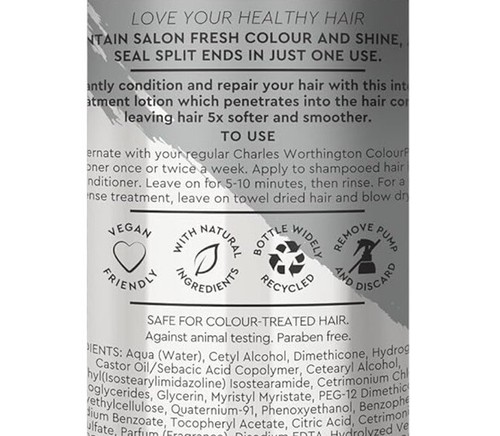 LOVE YOUR HEALTHY HAIR
NTAIN SALON FRESH COLOUR AND SHINE,
SEAL SPLIT ENDS IN JUST ONE USE.
antly condition and repair your hair with this int
atment lotion which penetrates into the hair cor
leaving hair 5x softer and smoother.
TO USE
ernate with your regular Charles Worthington ColourP
oner once or twice a week. Apply to shampooed hair
nditioner. Leave on for 5-10 minutes, then rinse. For a
ense treatment, leave on towel dried hair and blow dry
VEGAN FRIENDLY
WITH NATURAL INGREDIENTS
BOTTLE WIDELY RECYCLED
REMOVE PUMP AND DISCARD
SAFE FOR COLOUR-TREATED HAIR.
Against animal testing. Paraben free.
DIENTS: Aqua (Water), Cetyl Alcohol, Dimethicone, Hydrog
Castor Oil/Sebacic Acid Copolymer, Cetearyl Alcohol,
hyl(Isostearylimidazoline) Isostearamide, Cetrimonium Ch
oglycerides, Glycerin, Myristyl Myristate, PEG-12 Dimethic
yethylcellulose, Quaternium-91, Phenoxyethanol, Benzophe
dium Benzoate, Tocopheryl Acetate, Citric Acid, Cetrimon
ulfate, Parfum (Fragrance), Disodium EDTA, Hydrolyzed Ve